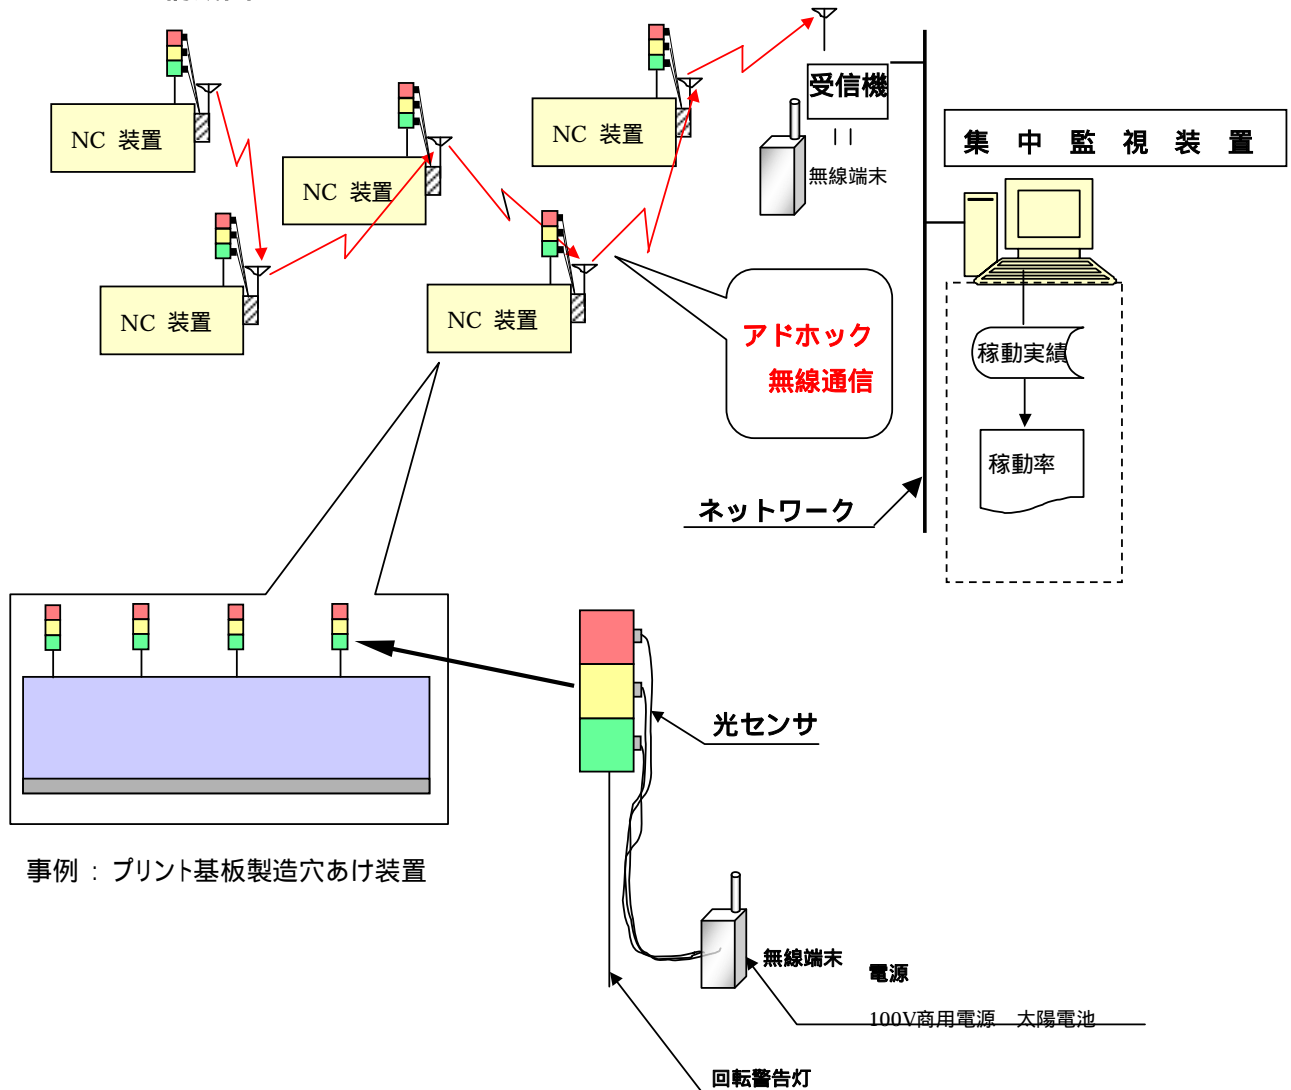 NC 装置
NC 装置
NC 装置
受信機
無線端末
集中監視装置
NC 装置
NC 装置
アドホック
無線通信
稼動実績
稼動率
ネットワーク
光センサ
事例：プリント基板製造穴あけ装置
無線端末
電源
100V商用電源　太陽電池
回転警告灯